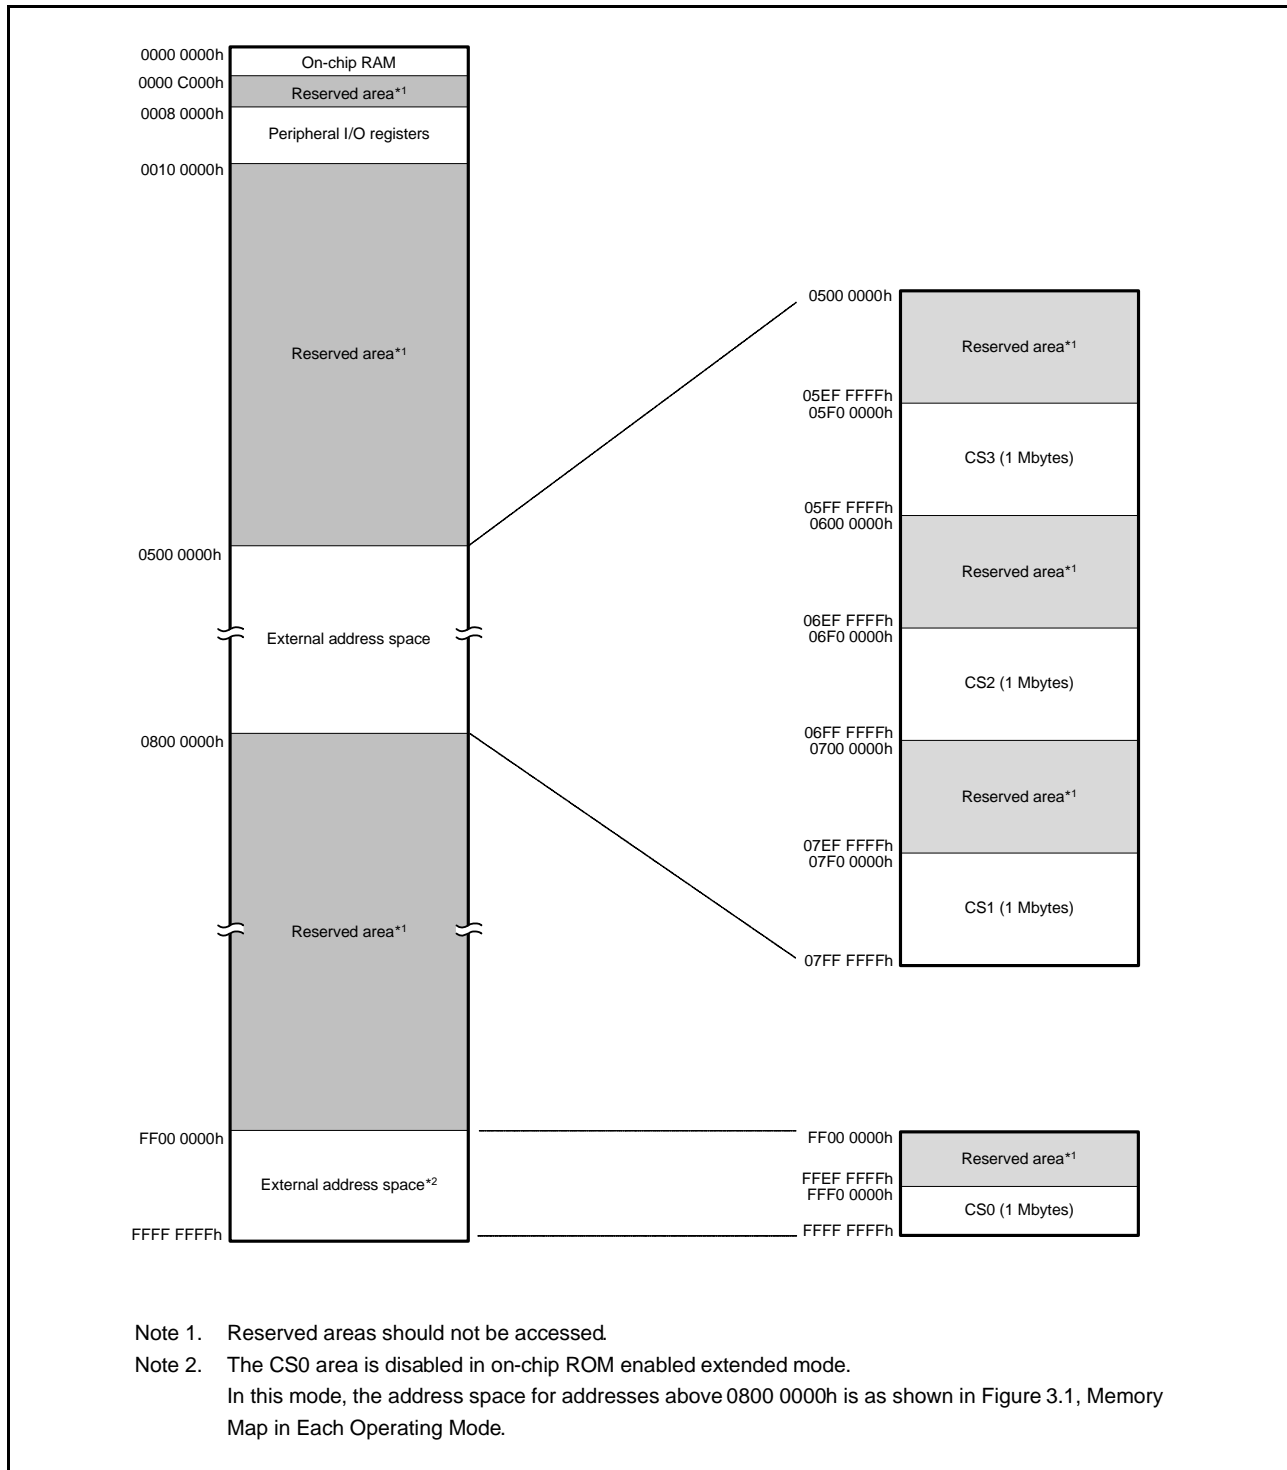 0000 0000h
On-chip RAM
0000 C000h
Reserved area*1
0008 0000h
Peripheral I/O registers
0010 0000h
Reserved area*1
0500 0000h
External address space
0800 0000h
Reserved area*1
FF00 0000h
External address space*2
FFFF FFFFh
0500 0000h
Reserved area*1
05EF FFFFh
05F0 0000h
CS3 (1 Mbytes)
05FF FFFFh
0600 0000h
Reserved area*1
06EF FFFFh
06F0 0000h
CS2 (1 Mbytes)
06FF FFFFh
0700 0000h
Reserved area*1
07EF FFFFh
07F0 0000h
CS1 (1 Mbytes)
07FF FFFFh
FF00 0000h
Reserved area*1
FFEF FFFFh
FFF0 0000h
CS0 (1 Mbytes)
FFFF FFFFh
Note 1. Reserved areas should not be accessed.
Note 2. The CS0 area is disabled in on-chip ROM enabled extended mode.
In this mode, the address space for addresses above 0800 0000h is as shown in Figure 3.1, Memory
Map in Each Operating Mode.